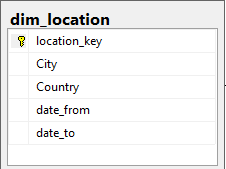 dim_location
location_key
City
Country
date_from
date_to